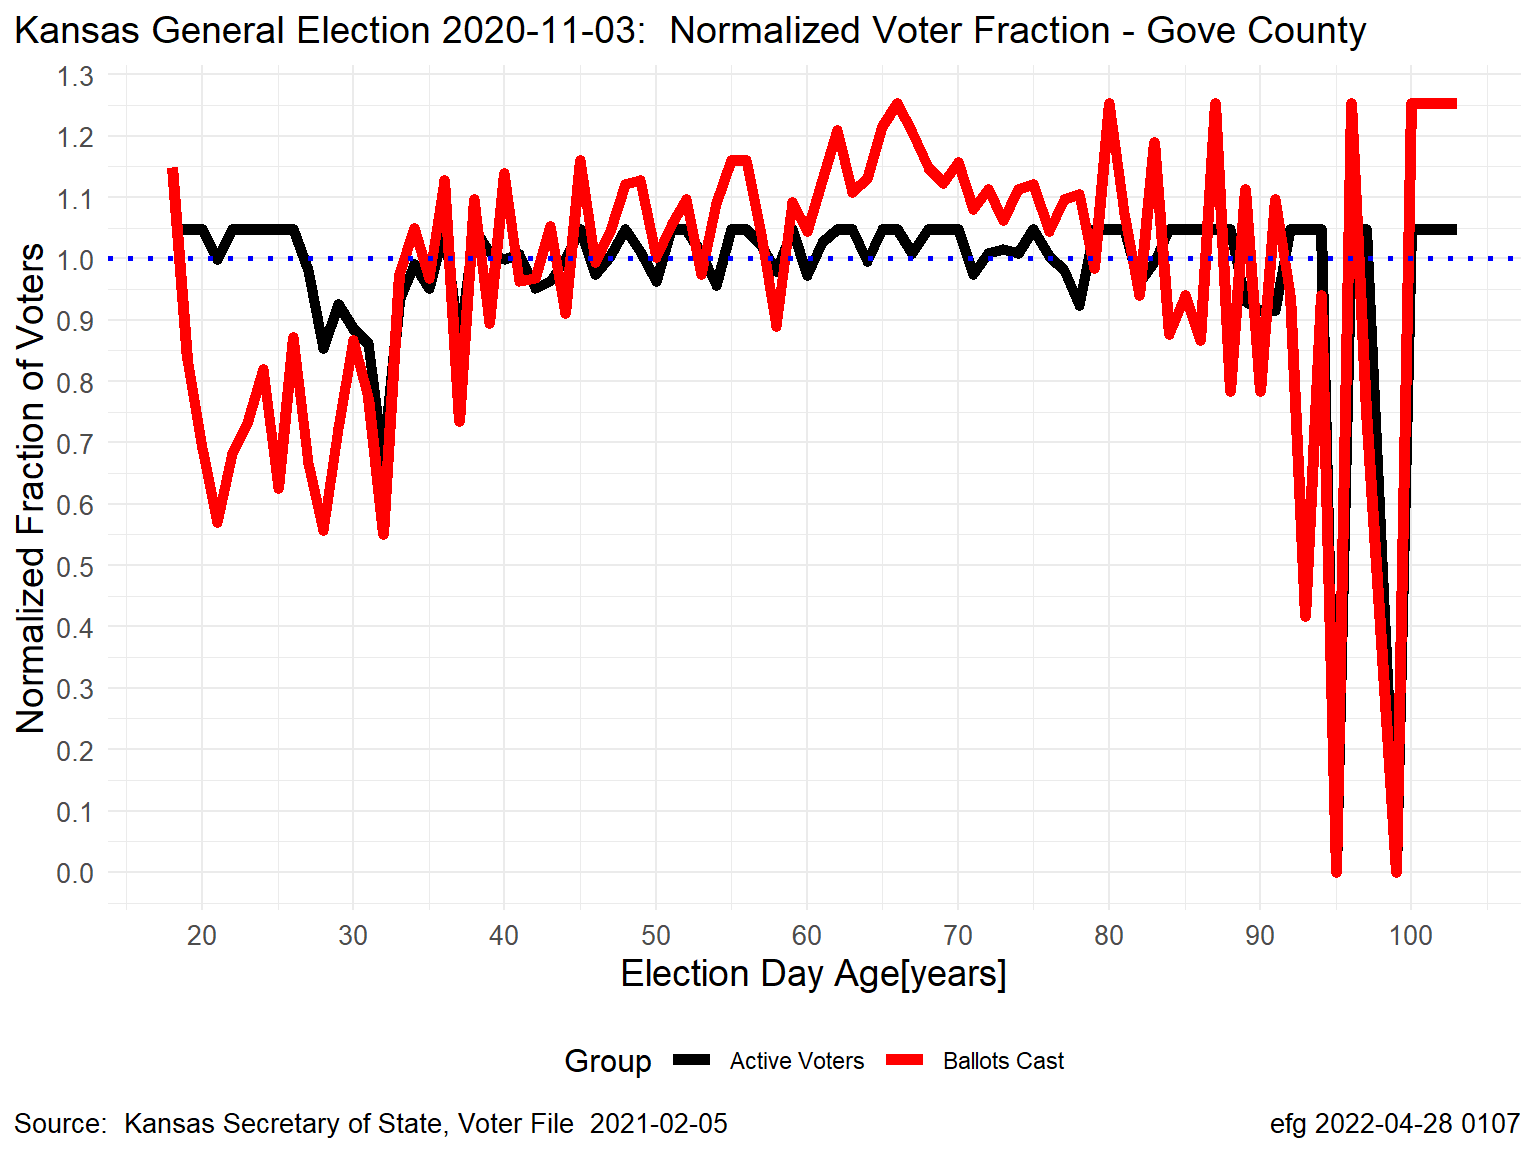 Kansas General Election 2020-11-03:  Normalized Voter Fraction - Gove County
Normalized Fraction of Voters
1.3
1.2
1.1
1.0
0.9
0.8
0.7
0.6
0.5
0.4
0.3
0.2
0.1
0.0
20 30 40 50 60 70 80 90 100
Election Day Age[years]
Group Active Voters Ballots Cast
Source:  Kansas Secretary of State, Voter File  2021-02-05
efg 2022-04-28 0107